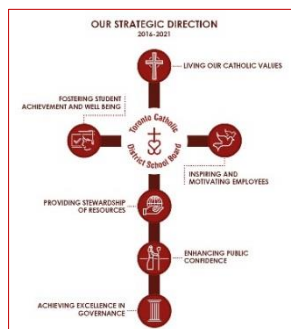 OUR STRATEGIC DIRECTION
2016-2021
LIVING OUR CATHOLIC VALUES
FOSTERING STUDENT
ACHIEVEMENT AND WELL BEING
Toronto Catholic
District School Board
INSPIRING AND
MOTIVATING EMPLOYEES
PROVIDING STEWARDSHIP
OF RESOURCES
ENHANCING PUBLIC
CONFIDENCE
ACHIEVING EXCELLENCE IN
GOVERNANCE